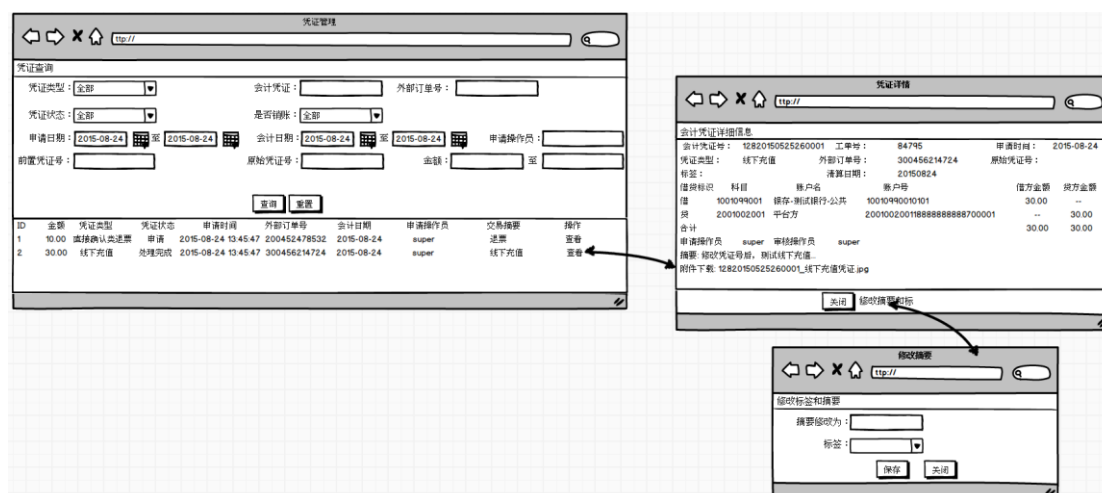 凭证管理
ttp://
凭证查询
凭证类型： 全部 会计凭证： 外部订单号：
凭证状态： 全部 是否销账： 全部
申请日期： 2015-08-24 至 2015-08-24 会计日期： 2015-08-24 至 2015-08-24 申请操作员：
前置凭证号： 原始凭证号： 金额： 至
查询 重置
ID 金额 凭证类型 凭证状态 申请时间 外部订单号 会计日期 申请操作员 交易摘要 操作
1 10.00 直接确认类退票 申请 2015-08-24 13:45:47 200452478532 2015-08-24 super 退票 查看
2 30.00 线下充值 处理完成 2015-08-24 13:45:47 300456214724 2015-08-24 super 线下充值 查看
凭证详情
ttp://
会计凭证详细信息
会计凭证号： 12820150525260001 工单号： 84795 申请时间： 2015-08-24
凭证类型： 线下充值 外部订单号： 300456214724 原始凭证号：
标签： 清算日期： 20150824
借贷标识 科目 账户名 账户号 借方金额 贷方金额
借 1001099001 银存-测试银行-公共 10010990010101 30.00 --
贷 2001002001 平台方 20010020011888888888700001 -- 30.00
合计 30.00 30.00
申请操作员 super 审核操作员 super
摘要: 修改凭证号后，测试线下充值..
附件下载: 12820150525260001_线下充值凭证.jpg
关闭 修改摘要和标
修改摘要
ttp://
修改标签和摘要
摘要修改为：
标签：
保存 关闭